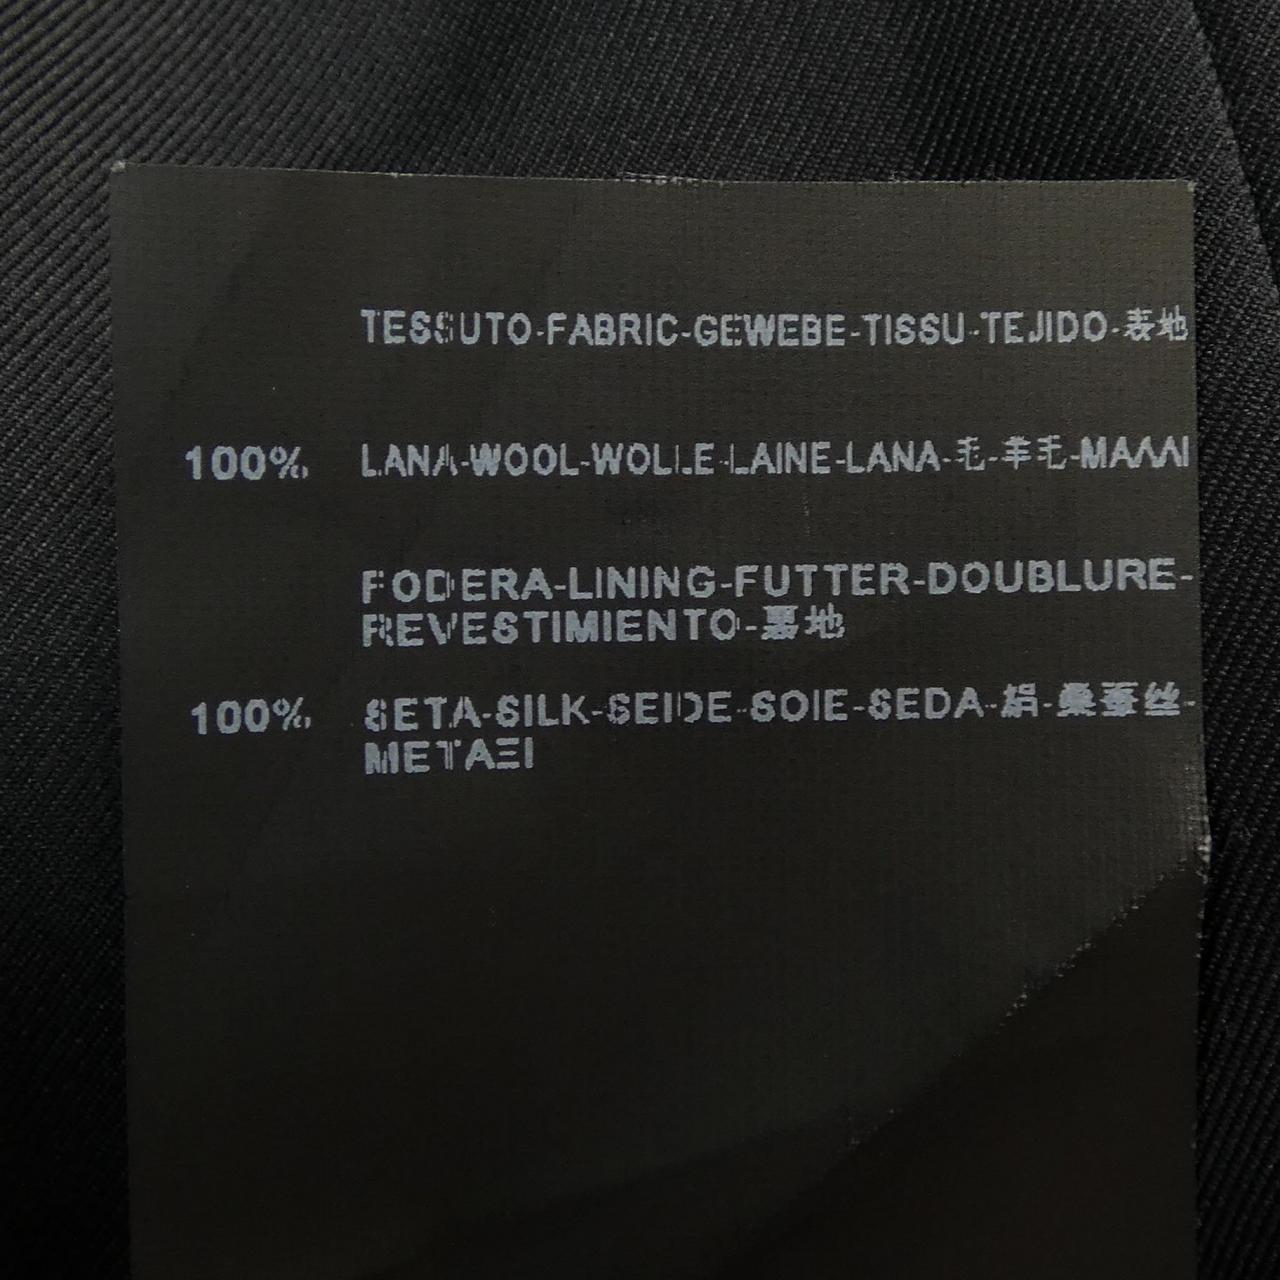 TESSUTO-FABRIC-GEWEBE-TISSU-TEJIDO-表地
100% LANA-WOOL-WOLLE-LAINE-LANA-毛-羊毛-ΜΑΛΛΙ
FODERA-LINING-FUTTER-DOUBLURE-
REVESTIMIENTO-裏地
100% SETA-SILK-SEIDE-SOIE-SEDA-絹-桑蚕丝-
ΜΕΤΑΞΙ